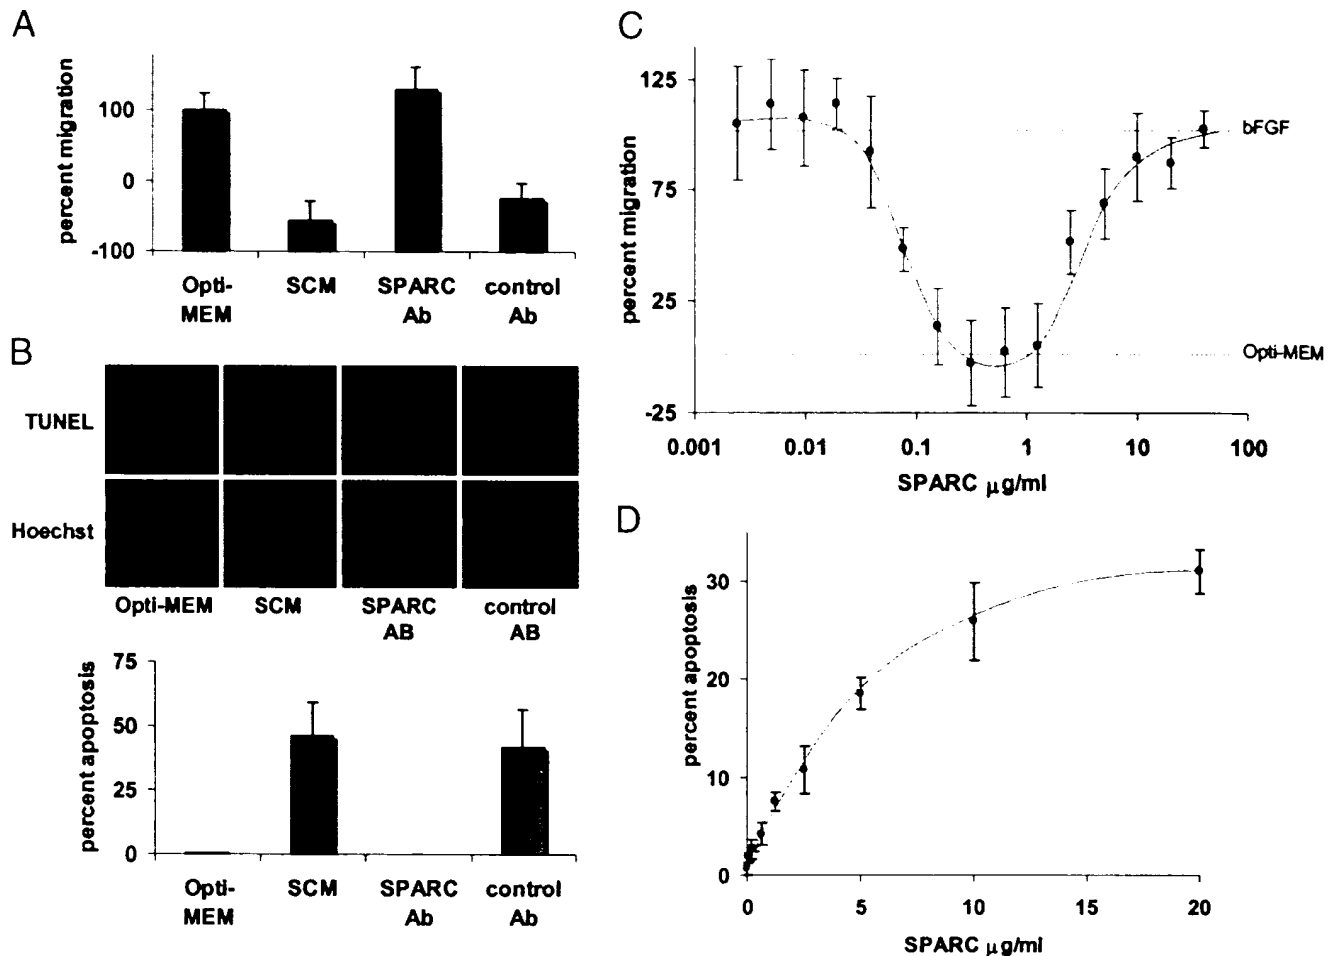 A
percent migration
100
0
-100
Opti-
MEM
SCM
SPARC
Ab
control
Ab
B
TUNEL
Hoechst
Opti-MEM
SCM
SPARC
AB
control
AB
percent apoptosis
75
50
25
0
Opti-
MEM
SCM
SPARC
Ab
control
Ab
C
percent migration
125
75
25
-25
bFGF
Opti-MEM
0.001
0.01
0.1
1
10
100
SPARC μg/ml
D
percent apoptosis
30
20
10
0
0
5
10
15
20
SPARC μg/ml